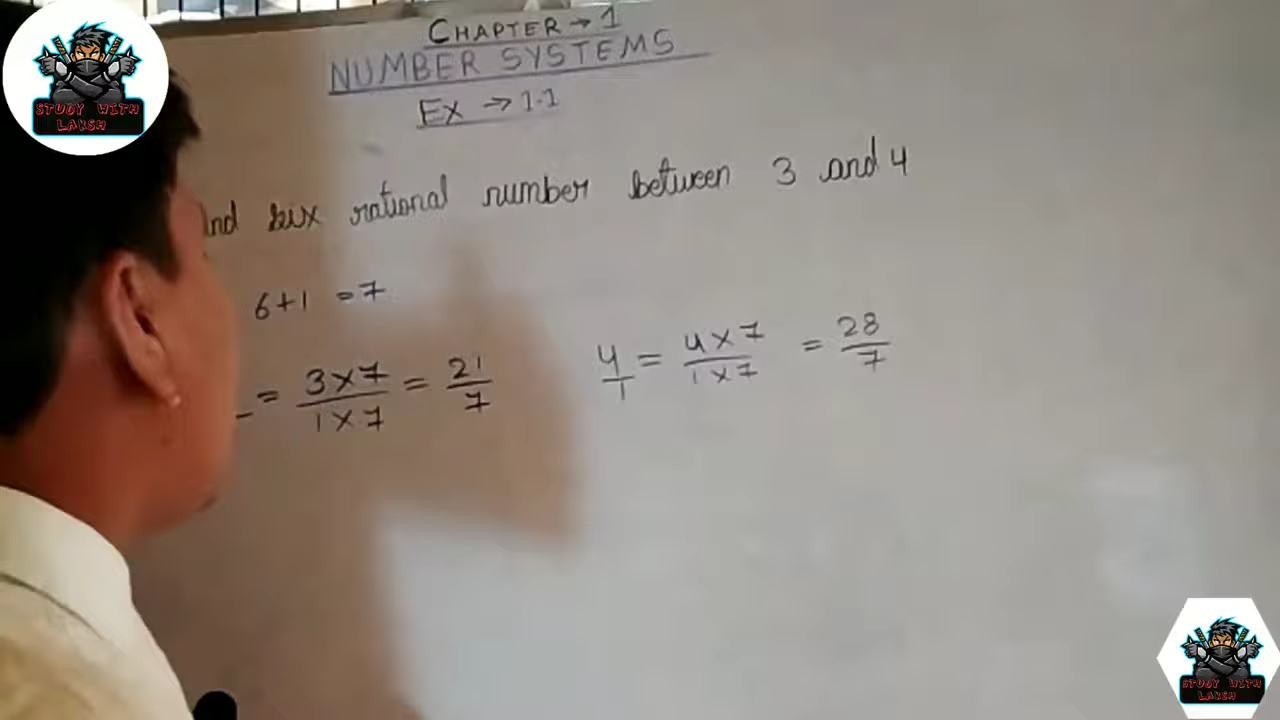 CHAPTER → 1
NUMBER SYSTEMS
Ex → 1.1
six rational number between 3 and 4
6+1 = 7
= 3×7/1×7 = 21/7
4/1 = 4×7/1×7 = 28/7
STUDY WITH
LAKSH
STUDY WITH
LAKSH